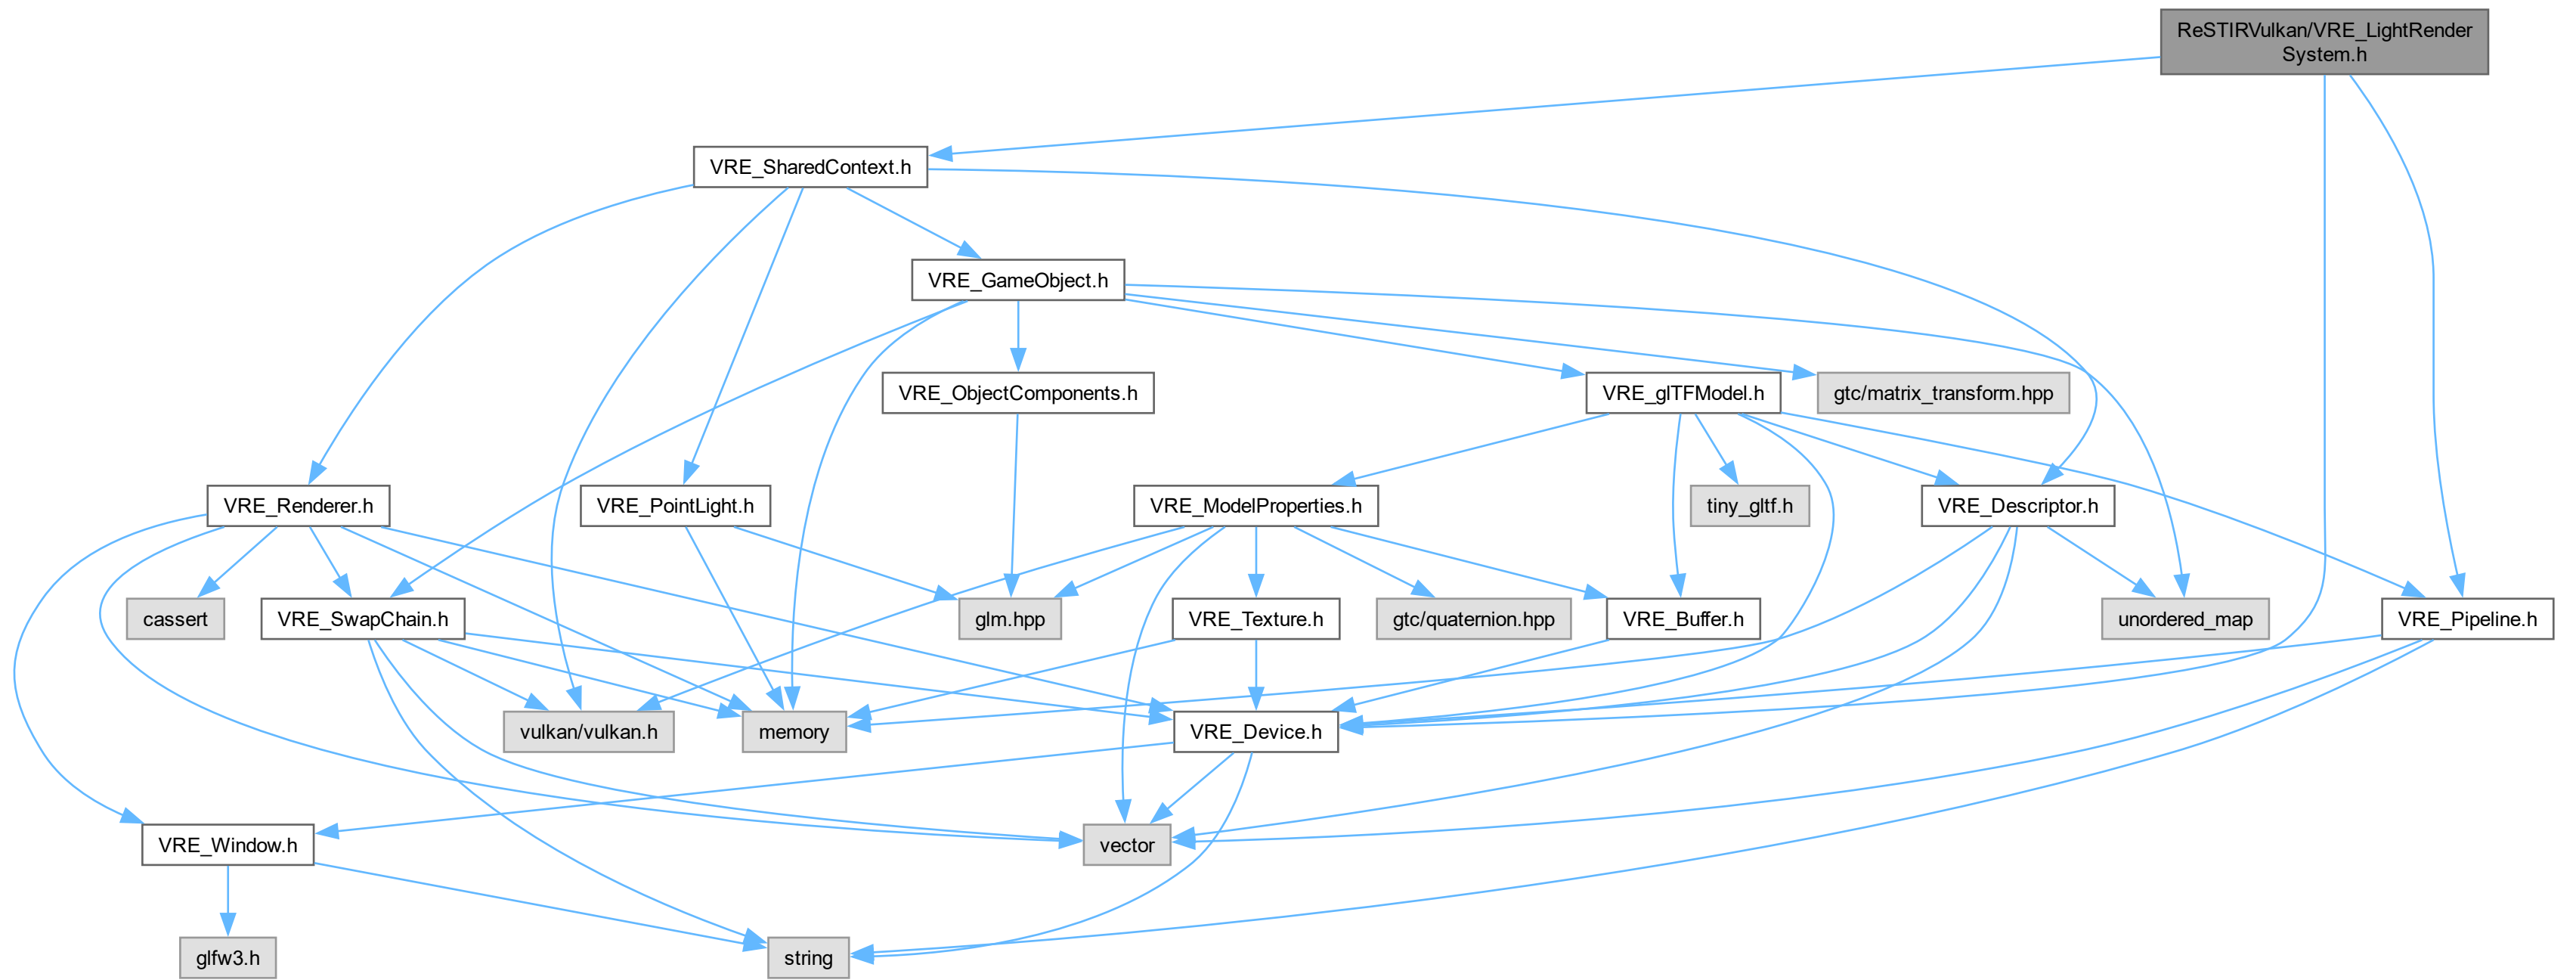 ReSTIRVulkan/VRE_LightRender
System.h
VRE_SharedContext.h
VRE_GameObject.h
VRE_ObjectComponents.h
VRE_glTFModel.h
gtc/matrix_transform.hpp
VRE_Renderer.h
VRE_PointLight.h
VRE_ModelProperties.h
tiny_gltf.h
VRE_Descriptor.h
cassert
VRE_SwapChain.h
glm.hpp
VRE_Texture.h
gtc/quaternion.hpp
VRE_Buffer.h
unordered_map
VRE_Pipeline.h
vulkan/vulkan.h
memory
VRE_Device.h
VRE_Window.h
vector
glfw3.h
string